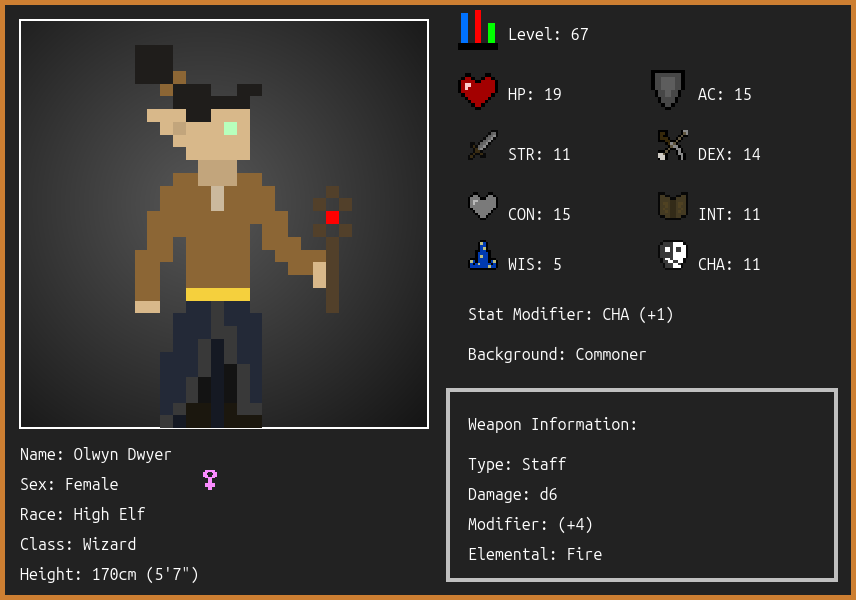 Level: 67
HP: 19
AC: 15
STR: 11
DEX: 14
CON: 15
INT: 11
WIS: 5
CHA: 11
Stat Modifier: CHA (+1)
Background: Commoner
Weapon Information:
Type: Staff
Damage: d6
Modifier: (+4)
Elemental: Fire
Name: Olwyn Dwyer
Sex: Female
Race: High Elf
Class: Wizard
Height: 170cm (5'7")